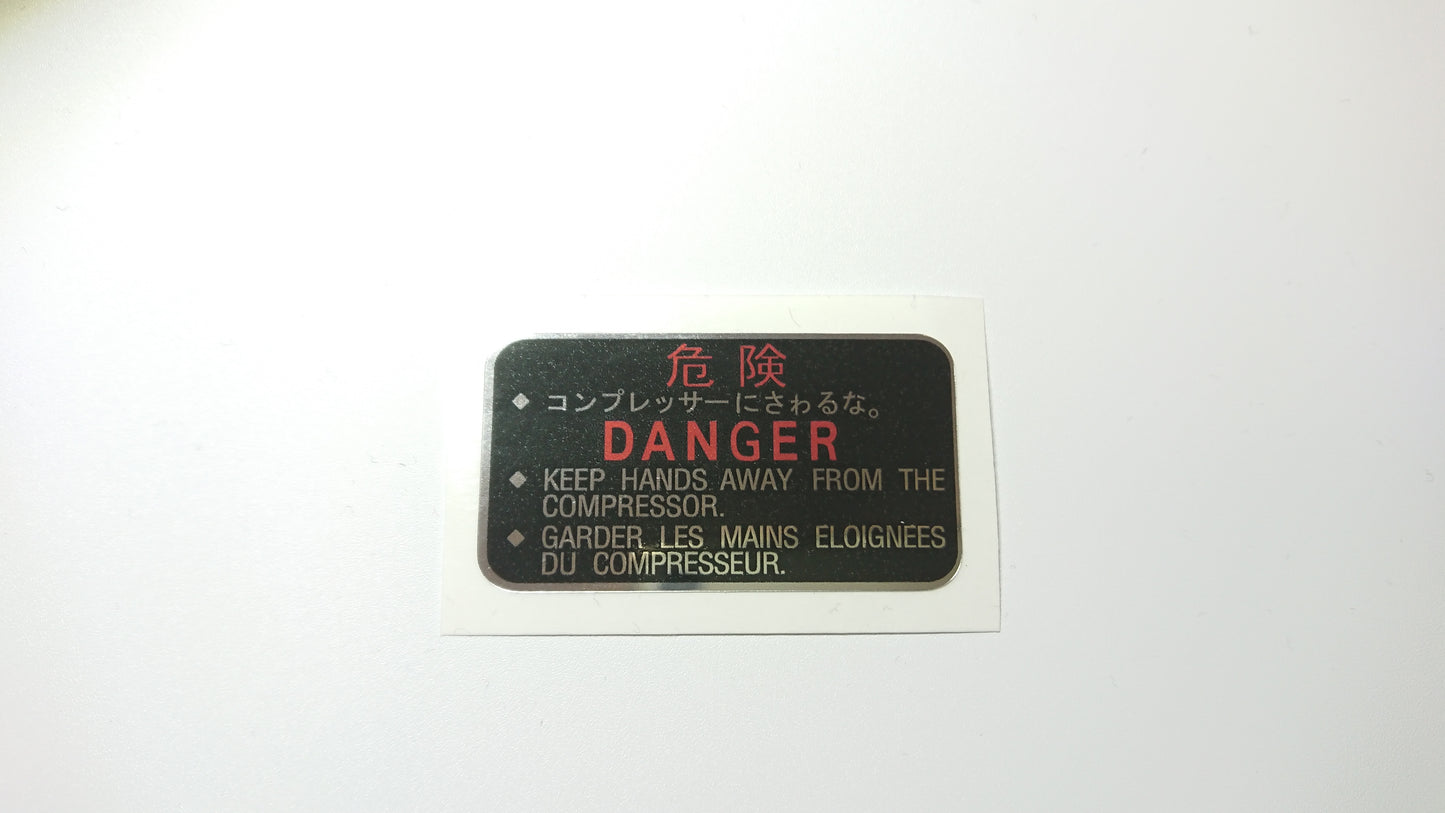 危険
◆ コンプレッサーにさわるな。
DANGER
◆ KEEP HANDS AWAY FROM THE
COMPRESSOR.
◆ GARDER LES MAINS ELOIGNEES
DU COMPRESSEUR.